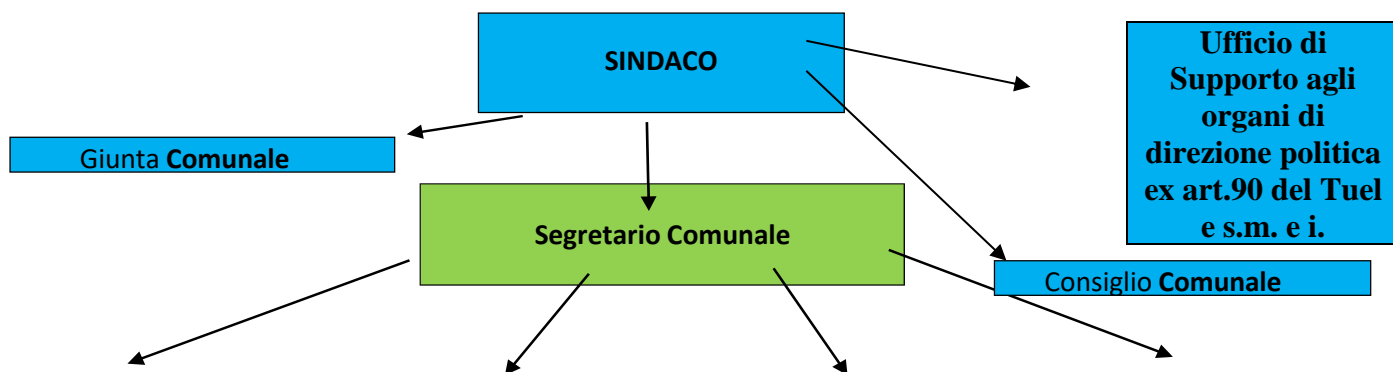 SINDACO
Ufficio di
Supporto agli
organi di
direzione politica
ex art.90 del Tuel
e s.m. e i.
Giunta Comunale
Segretario Comunale
Consiglio Comunale